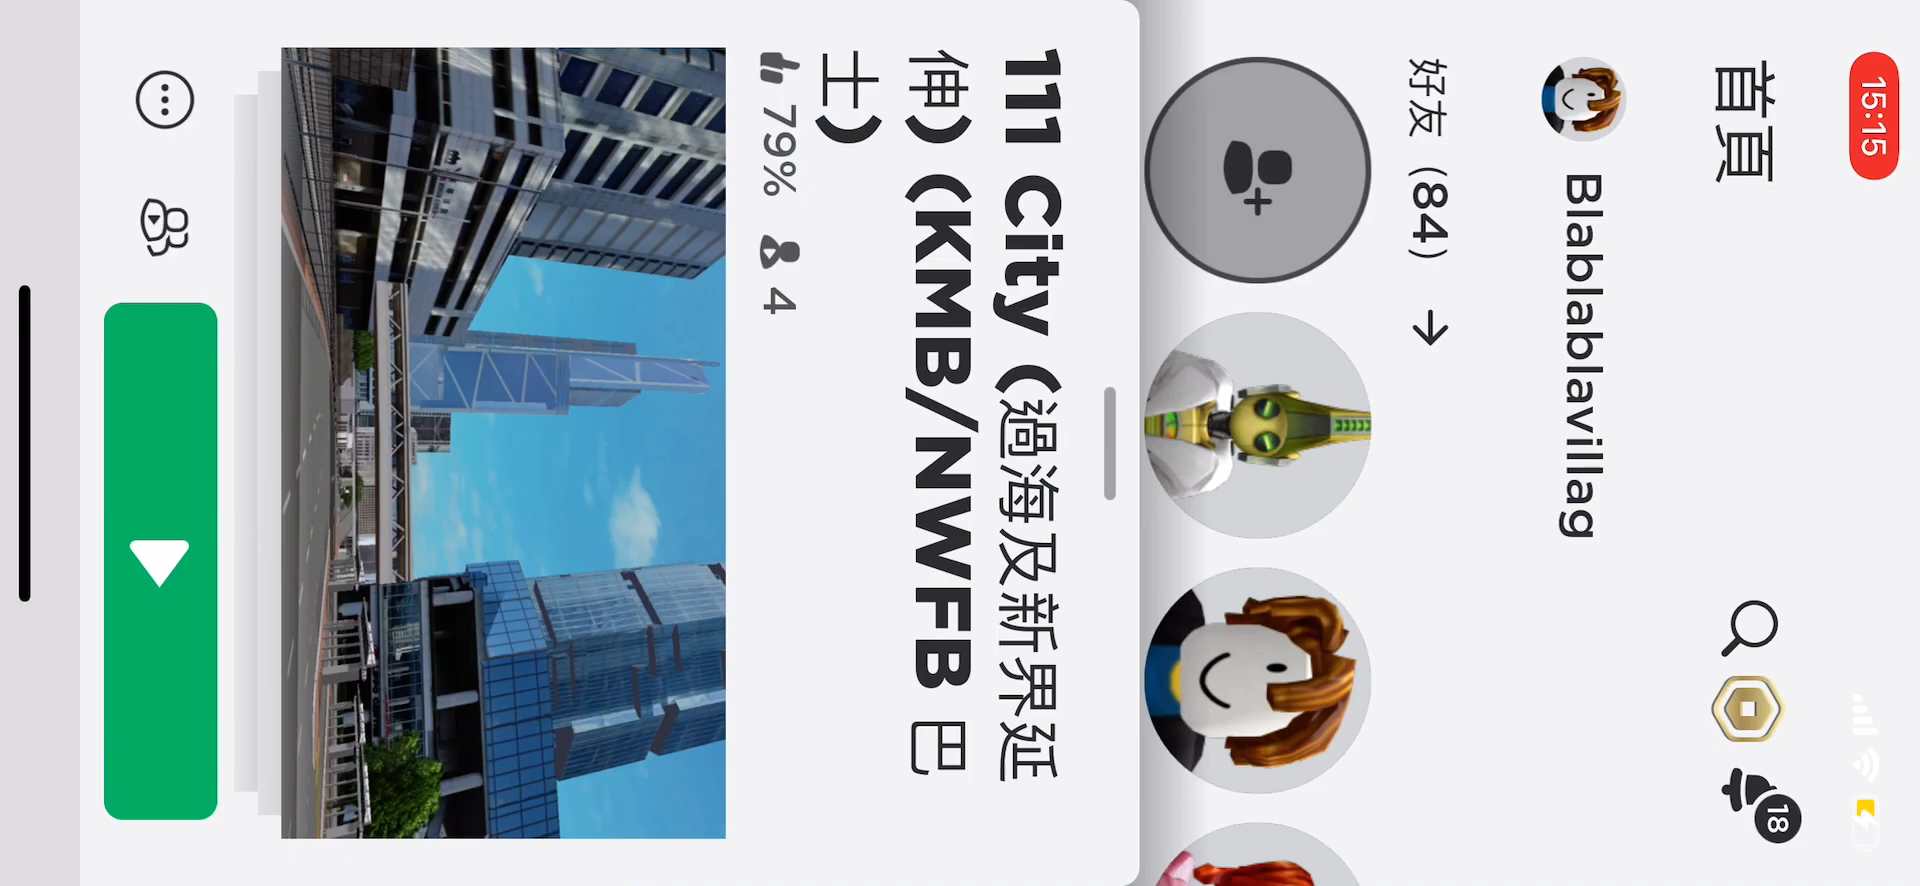 15:15
首頁
18
Blablablablavillag
好友 (84)
111 City (過海及新界延
伸) (KMB/NWFB 巴
士)
79% 4